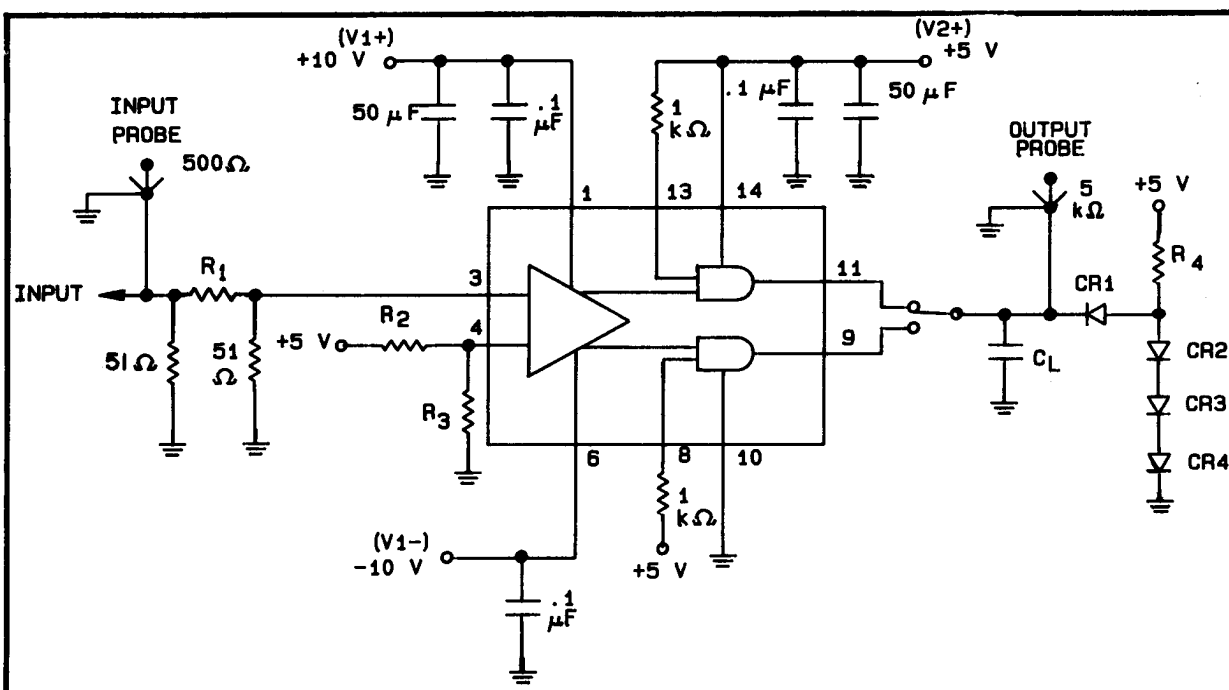 (V1+)
+10 V
50 μF
.1
μF
(V2+)
+5 V
1
kΩ
.1 μF
50 μF
INPUT
PROBE
500Ω
OUTPUT
PROBE
5
kΩ
+5 V
R4
1
13
14
INPUT
R1
3
11
CR1
51Ω
51
Ω
+5 V
R2
4
9
CL
CR2
R3
CR3
6
8
10
CR4
1
kΩ
+5 V
(V1-)
-10 V
.1
μF